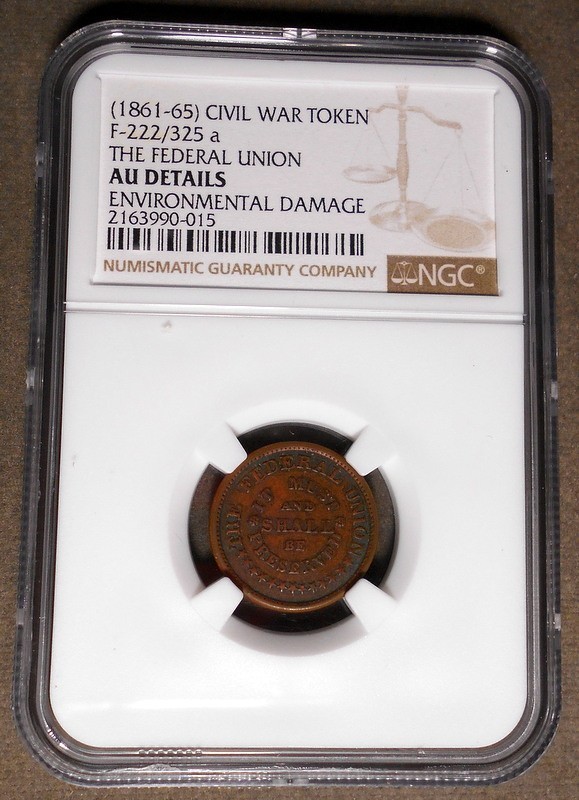 (1861-65) CIVIL WAR TOKEN
F-222/325 a
THE FEDERAL UNION
AU DETAILS
ENVIRONMENTAL DAMAGE
2163990-015
NUMISMATIC GUARANTY COMPANY
NGC®
THE FEDERAL UNION
IT MUST
AND
SHALL
BE
PRESERVED